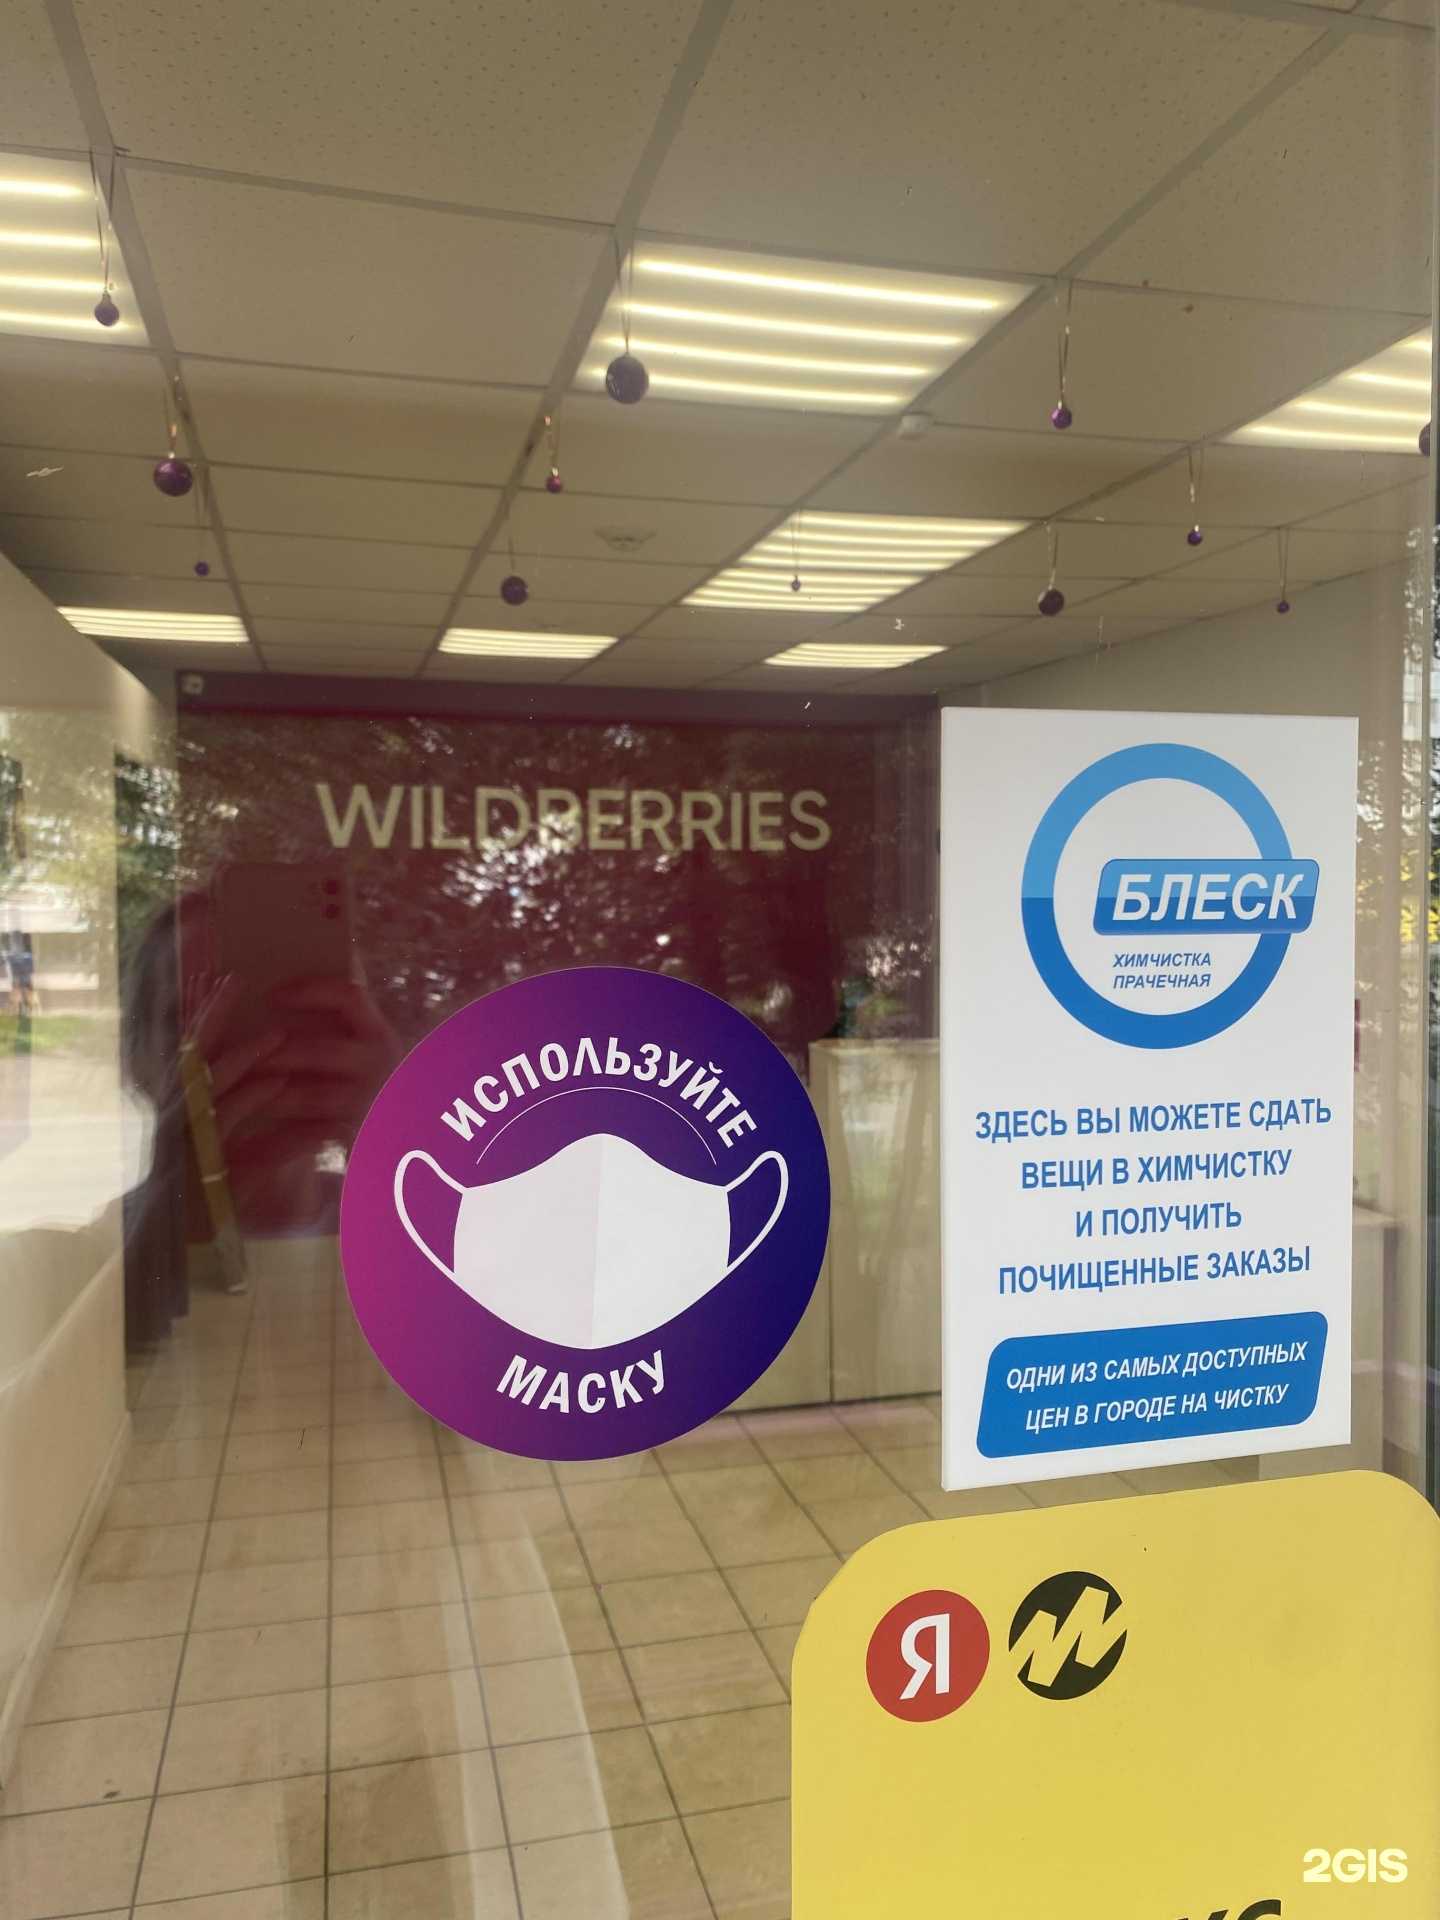 WILDBERRIES
БЛЕСК
ХИМЧИСТКА
ПРАЧЕЧНАЯ
ЗДЕСЬ ВЫ МОЖЕТЕ СДАТЬ
ВЕЩИ В ХИМЧИСТКУ
И ПОЛУЧИТЬ
ПОЧИЩЕННЫЕ ЗАКАЗЫ
ОДНИ ИЗ САМЫХ ДОСТУПНЫХ
ЦЕН В ГОРОДЕ НА ЧИСТКУ
ИСПОЛЬЗУЙТЕ
МАСКУ
Я
2GIS